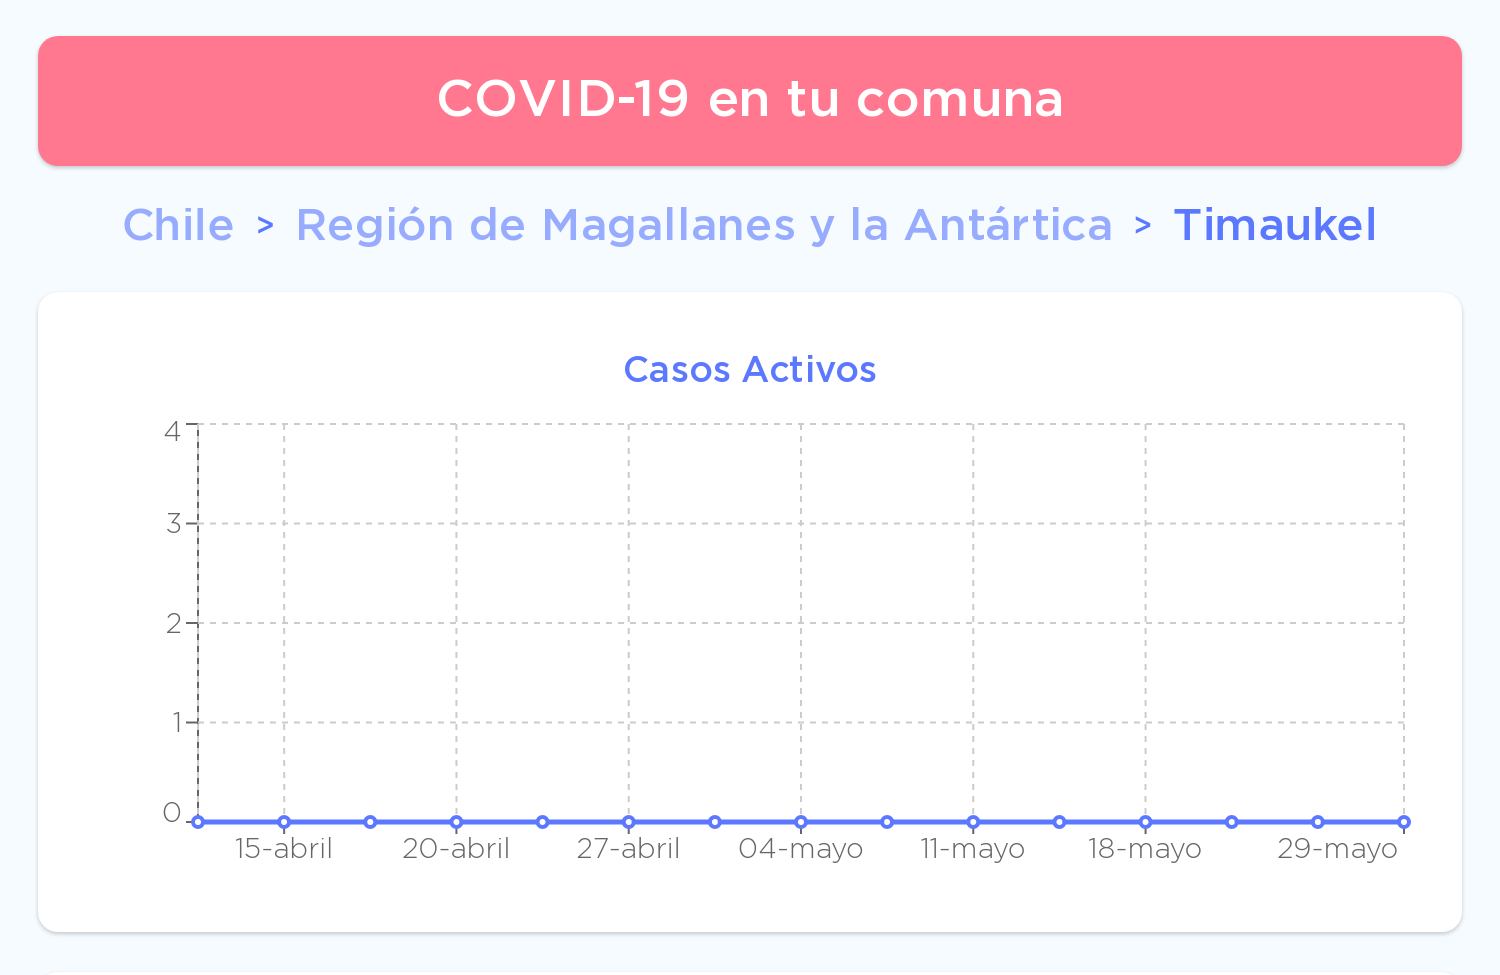 COVID-19 en tu comuna
Chile > Región de Magallanes y la Antártica > Timaukel
Casos Activos
4
3
2
1
0
15-abril 20-abril 27-abril 04-mayo 11-mayo 18-mayo 29-mayo